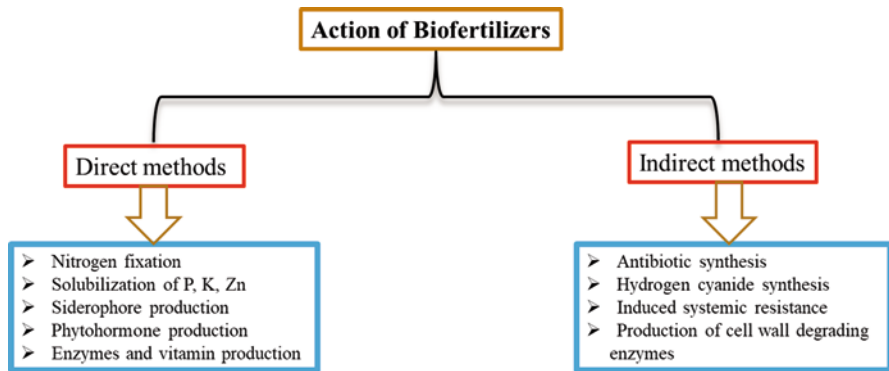 Action of Biofertilizers
Direct methods
Indirect methods
➢ Nitrogen fixation
➢ Solubilization of P, K, Zn
➢ Siderophore production
➢ Phytohormone production
➢ Enzymes and vitamin production
➢ Antibiotic synthesis
➢ Hydrogen cyanide synthesis
➢ Induced systemic resistance
➢ Production of cell wall degrading
enzymes